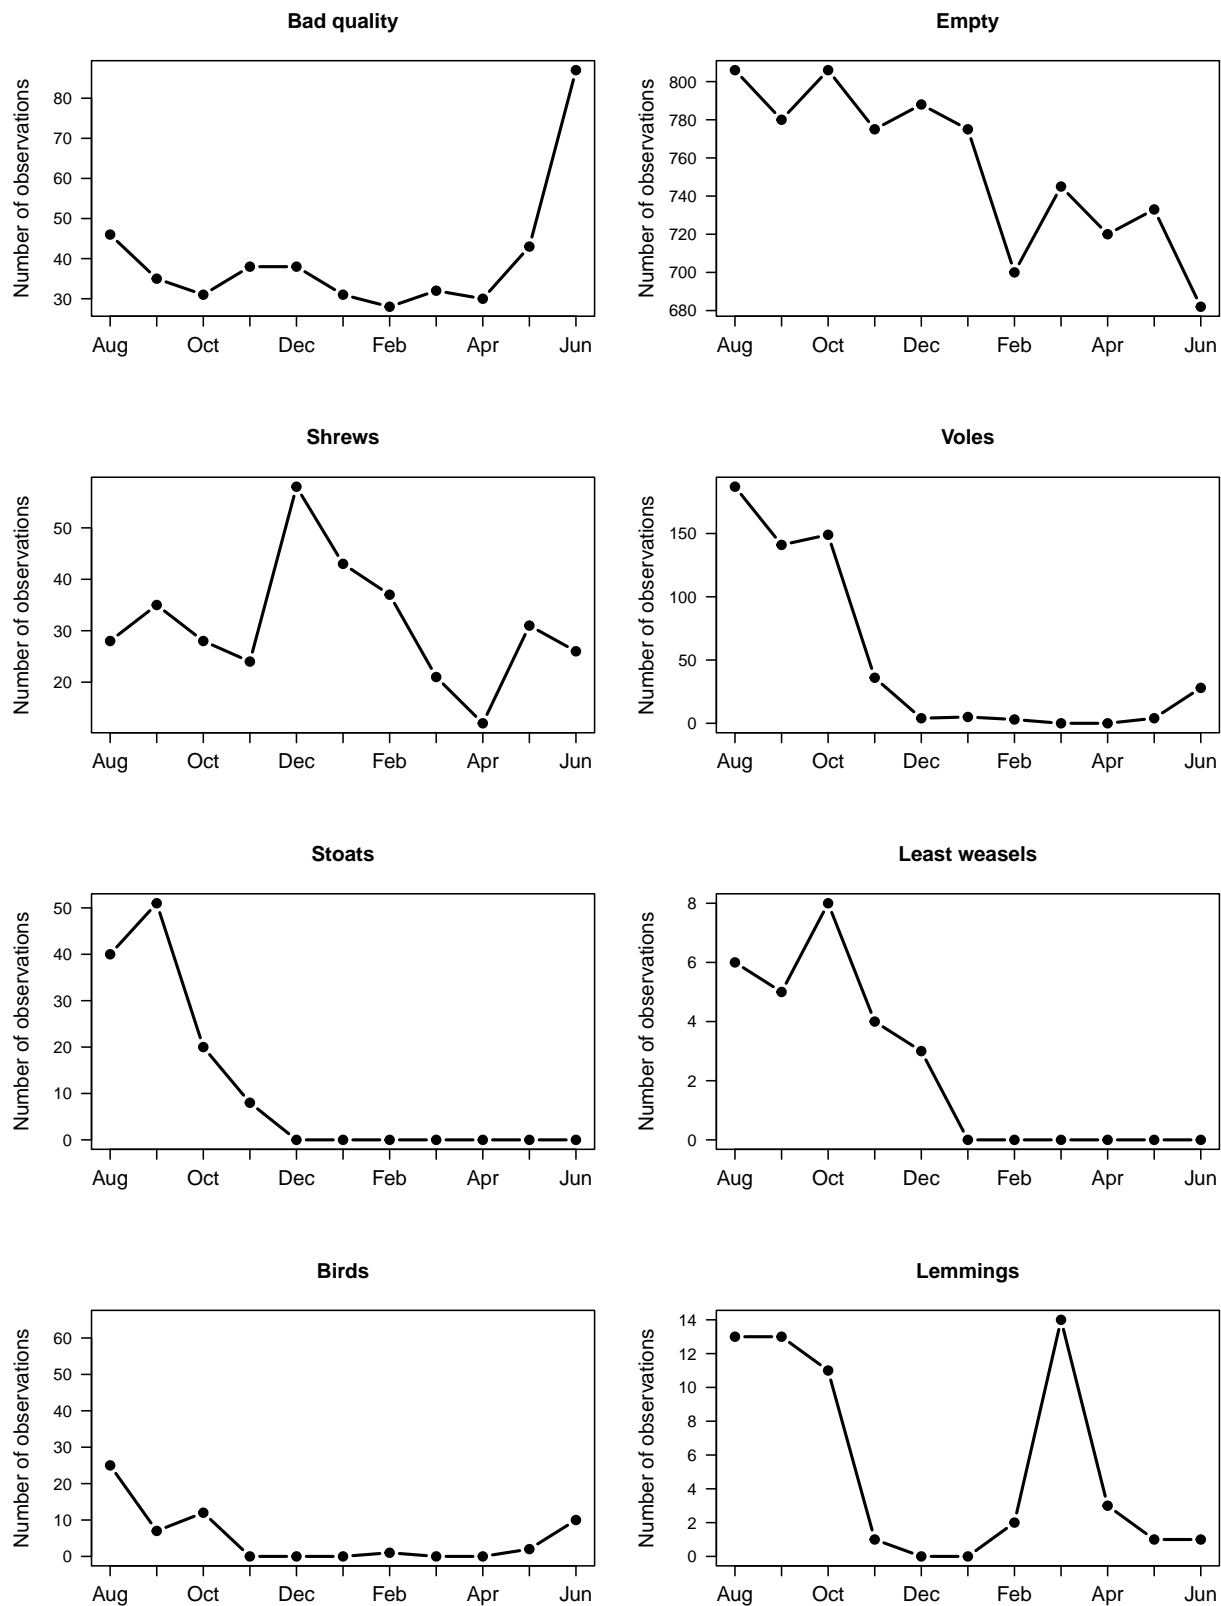 Bad quality
Number of observations
80
70
60
50
40
30
Aug Oct Dec Feb Apr Jun
Empty
Number of observations
800
780
760
740
720
700
680
Aug Oct Dec Feb Apr Jun
Shrews
Number of observations
50
40
30
20
Aug Oct Dec Feb Apr Jun
Voles
Number of observations
150
100
50
0
Aug Oct Dec Feb Apr Jun
Stoats
Number of observations
50
40
30
20
10
0
Aug Oct Dec Feb Apr Jun
Least weasels
Number of observations
8
6
4
2
0
Aug Oct Dec Feb Apr Jun
Birds
Number of observations
60
50
40
30
20
10
0
Aug Oct Dec Feb Apr Jun
Lemmings
Number of observations
14
12
10
8
6
4
2
0
Aug Oct Dec Feb Apr Jun